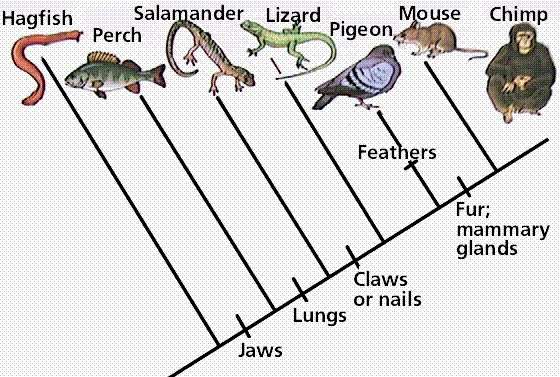 Hagfish
Perch
Salamander
Lizard
Pigeon
Mouse
Chimp
Feathers
Fur;
mammary
glands
Claws
or nails
Lungs
Jaws